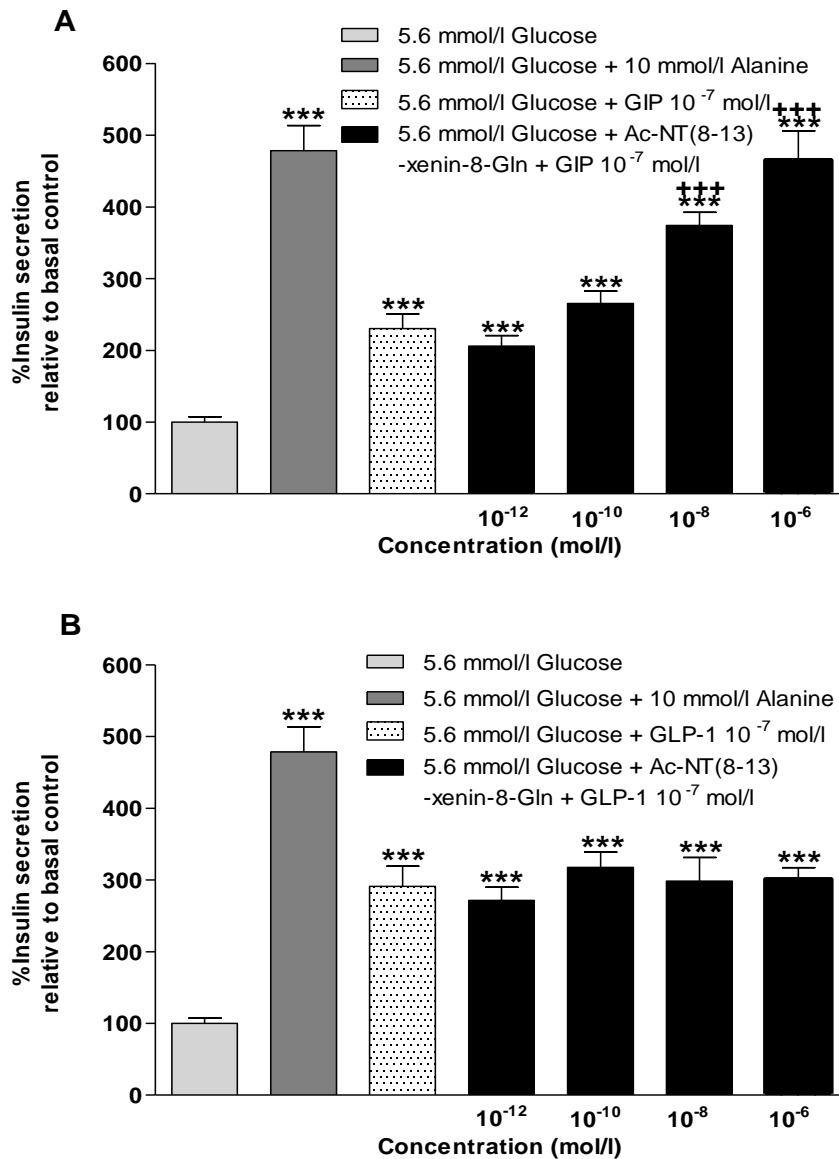 A
5.6 mmol/l Glucose
5.6 mmol/l Glucose + 10 mmol/l Alanine
5.6 mmol/l Glucose + GIP 10⁻⁷ mol/l
5.6 mmol/l Glucose + Ac-NT(8-13)
-xenin-8-Gln + GIP 10⁻⁷ mol/l
%Insulin secretion
relative to basal control
600
500
400
300
200
100
0
*** *** *** *** +++ *** +++ ***
10⁻¹² 10⁻¹⁰ 10⁻⁸ 10⁻⁶
Concentration (mol/l)
B
5.6 mmol/l Glucose
5.6 mmol/l Glucose + 10 mmol/l Alanine
5.6 mmol/l Glucose + GLP-1 10⁻⁷ mol/l
5.6 mmol/l Glucose + Ac-NT(8-13)
-xenin-8-Gln + GLP-1 10⁻⁷ mol/l
%Insulin secretion
relative to basal control
600
500
400
300
200
100
0
*** *** *** *** *** ***
10⁻¹² 10⁻¹⁰ 10⁻⁸ 10⁻⁶
Concentration (mol/l)